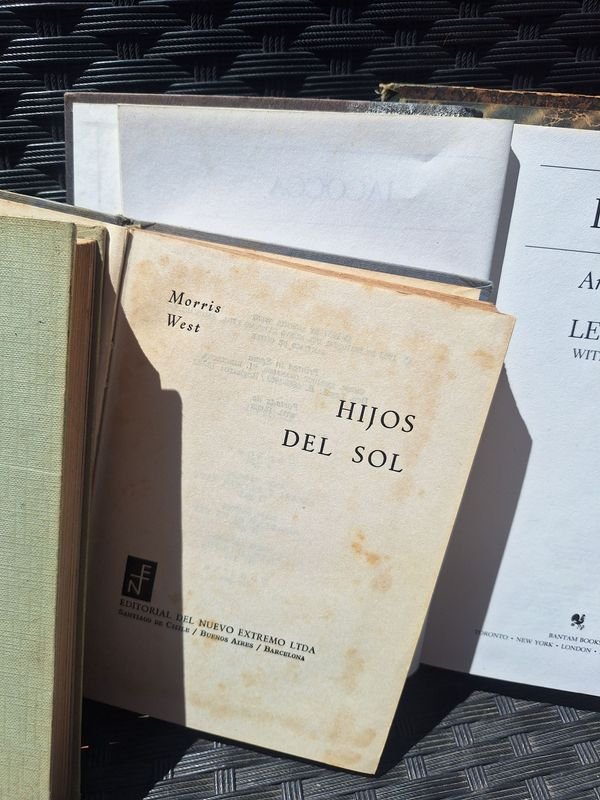 IACOCCA
Morris
West
HIJOS
DEL SOL
EDITORIAL DEL NUEVO EXTREMO LTDA
SANTIAGO DE CHILE / BUENOS AIRES / BARCELONA
LE
WIT
BANTAM BOOKS
TORONTO • NEW YORK • LONDON •